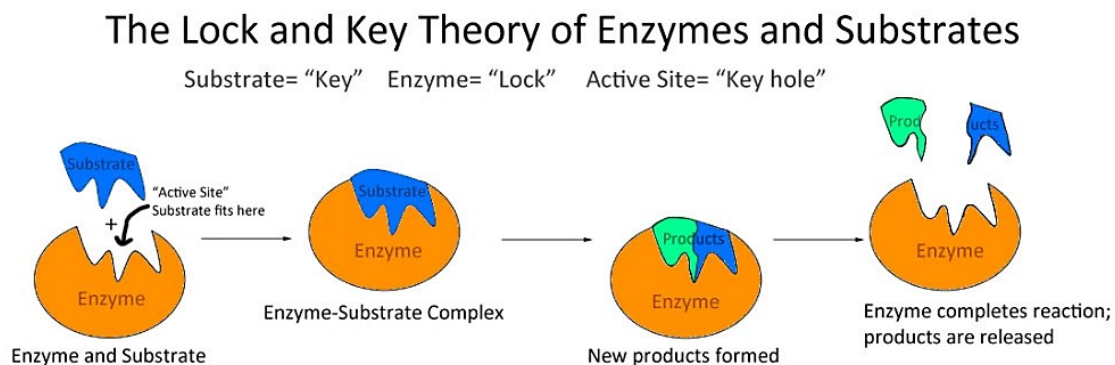 The Lock and Key Theory of Enzymes and Substrates
Substrate= “Key” Enzyme= “Lock” Active Site= “Key hole”
Substrate
“Active Site”
Substrate fits here
+
Enzyme
Enzyme and Substrate
Substrate
Enzyme
Enzyme-Substrate Complex
Products
Enzyme
New products formed
Prod ucts
Enzyme
Enzyme completes reaction;
products are released